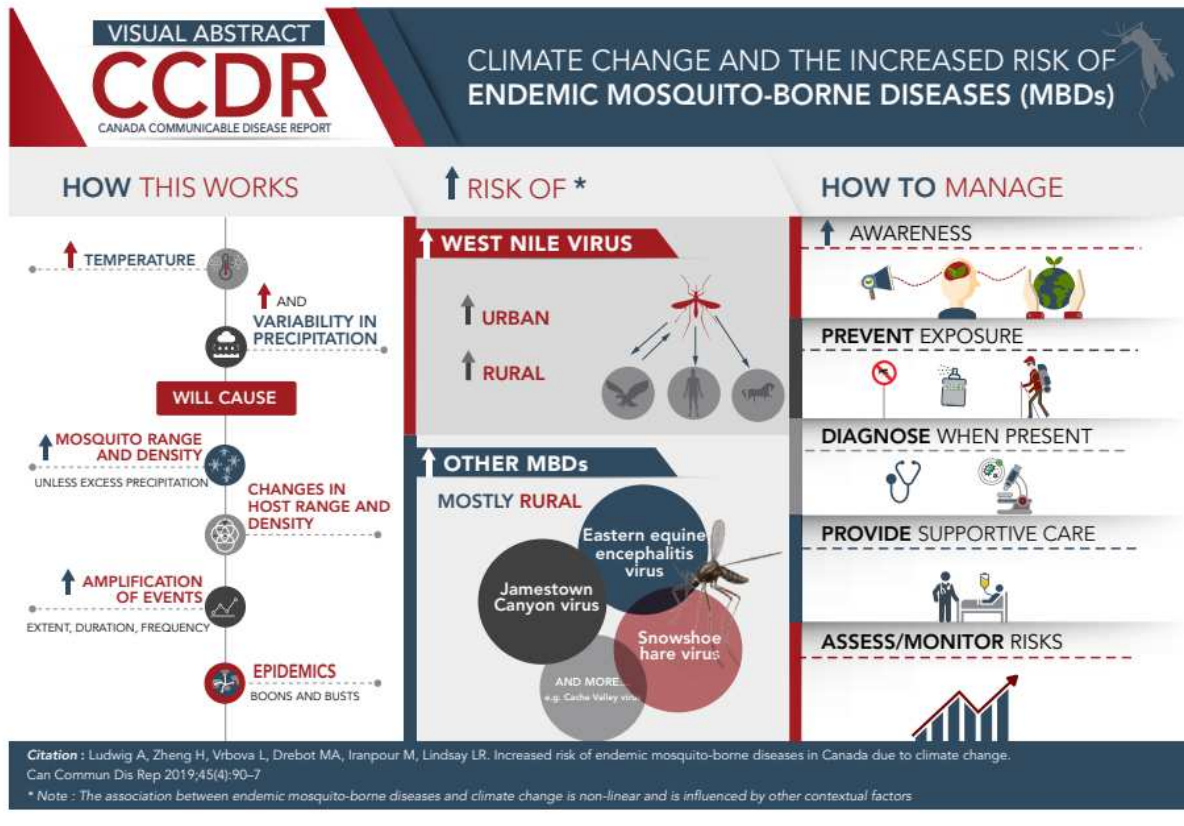 VISUAL ABSTRACT
CCDR
CANADA COMMUNICABLE DISEASE REPORT
CLIMATE CHANGE AND THE INCREASED RISK OF
ENDEMIC MOSQUITO-BORNE DISEASES (MBDs)
HOW THIS WORKS
TEMPERATURE
AND
VARIABILITY IN
PRECIPITATION
WILL CAUSE
MOSQUITO RANGE
AND DENSITY
UNLESS EXCESS PRECIPITATION
CHANGES IN
HOST RANGE AND
DENSITY
AMPLIFICATION
OF EVENTS
EXTENT, DURATION, FREQUENCY
EPIDEMICS
BOONS AND BUSTS
RISK OF *
WEST NILE VIRUS
URBAN
RURAL
OTHER MBDs
MOSTLY RURAL
Eastern equine
encephalitis
virus
Jamestown
Canyon virus
Snowshoe
hare virus
AND MORE...
e.g. Cache Valley virus
HOW TO MANAGE
AWARENESS
PREVENT EXPOSURE
DIAGNOSE WHEN PRESENT
PROVIDE SUPPORTIVE CARE
ASSESS/MONITOR RISKS
Citation : Ludwig A, Zheng H, Vrbova L, Drebot MA, Iranpour M, Lindsay LR. Increased risk of endemic mosquito-borne diseases in Canada due to climate change.
Can Commun Dis Rep 2019;45(4):90–7
* Note : The association between endemic mosquito-borne diseases and climate change is non-linear and is influenced by other contextual factors